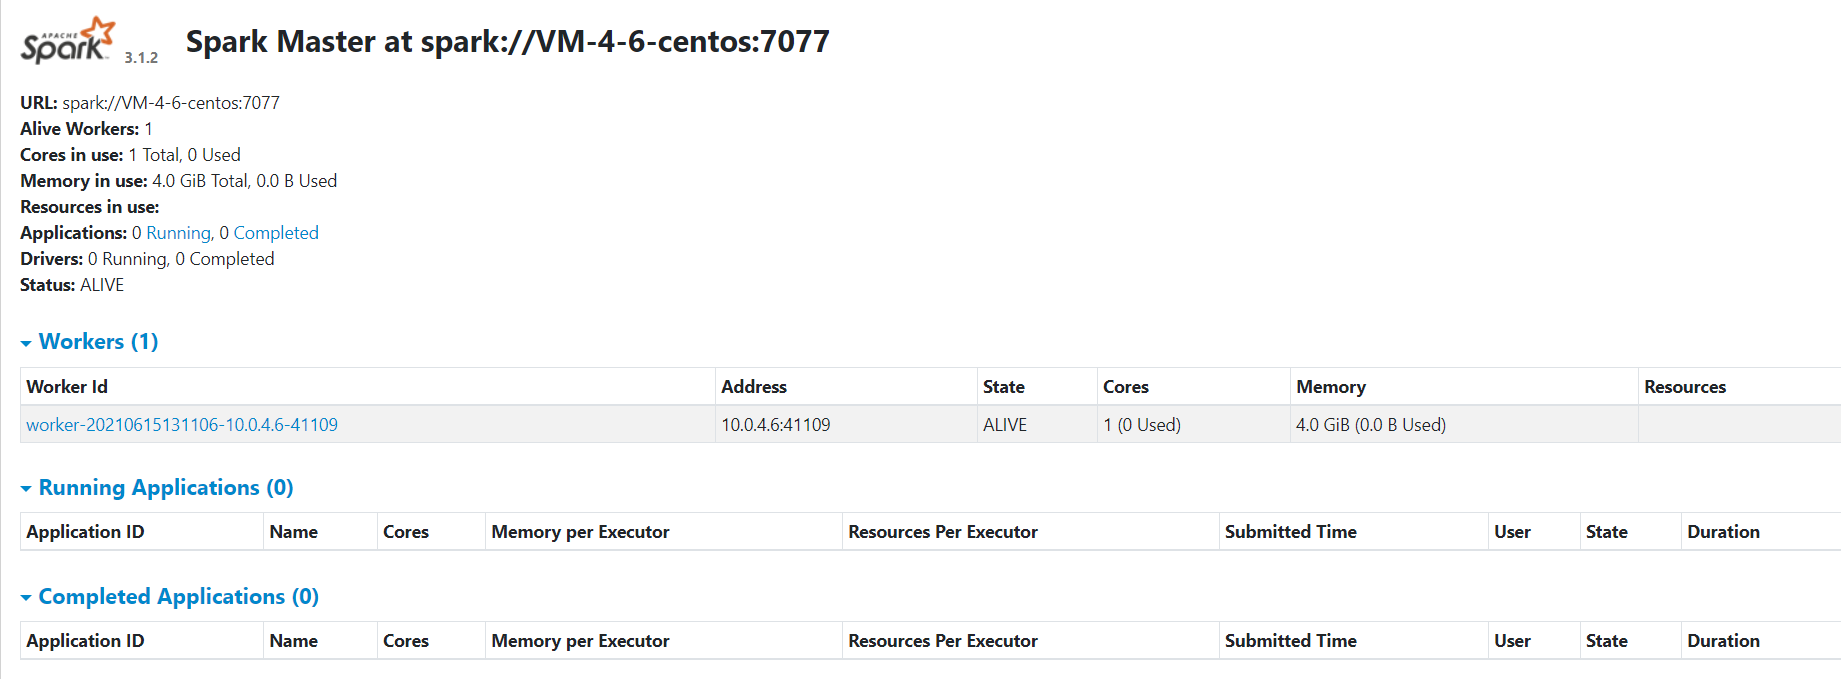 APACHE
Spark 3.1.2 Spark Master at spark://VM-4-6-centos:7077
URL: spark://VM-4-6-centos:7077
Alive Workers: 1
Cores in use: 1 Total, 0 Used
Memory in use: 4.0 GiB Total, 0.0 B Used
Resources in use:
Applications: 0 Running, 0 Completed
Drivers: 0 Running, 0 Completed
Status: ALIVE
Workers (1)
Worker Id Address State Cores Memory Resources
worker-20210615131106-10.0.4.6-41109 10.0.4.6:41109 ALIVE 1 (0 Used) 4.0 GiB (0.0 B Used)
Running Applications (0)
Application ID Name Cores Memory per Executor Resources Per Executor Submitted Time User State Duration
Completed Applications (0)
Application ID Name Cores Memory per Executor Resources Per Executor Submitted Time User State Duration